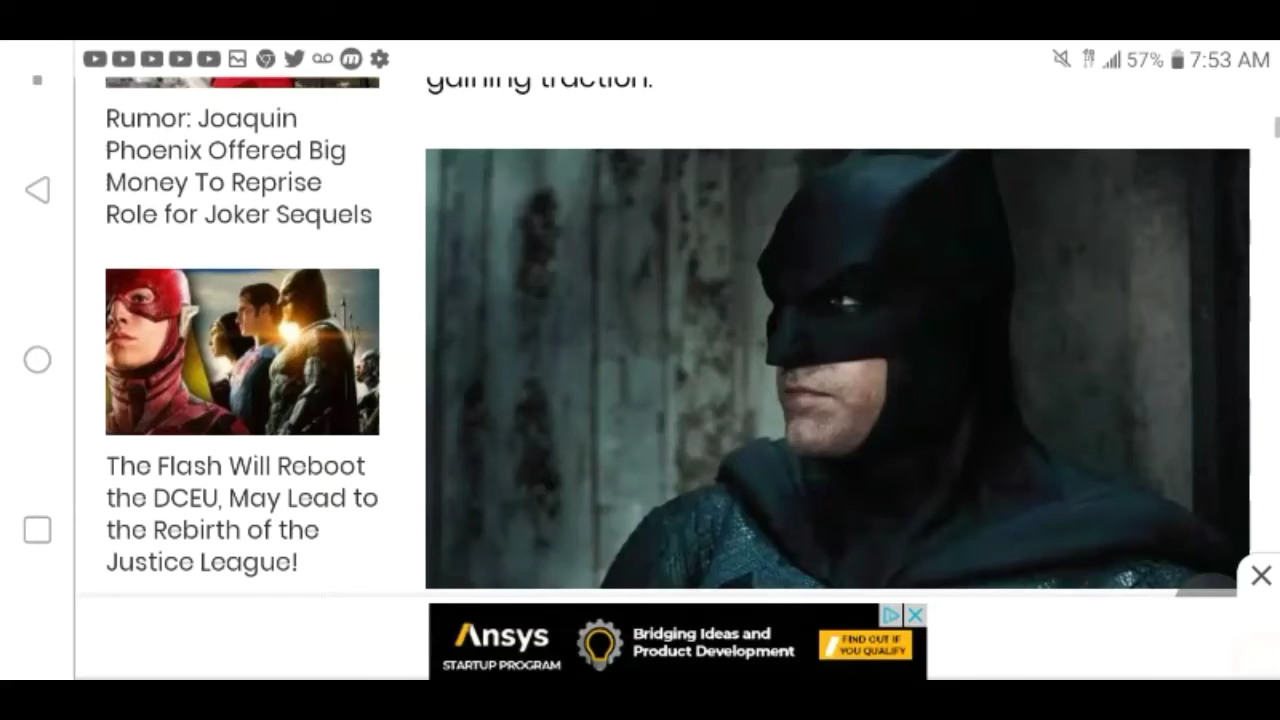 57% 7:53 AM
gaining traction.
Rumor: Joaquin
Phoenix Offered Big
Money To Reprise
Role for Joker Sequels
The Flash Will Reboot
the DCEU, May Lead to
the Rebirth of the
Justice League!
Ansys
STARTUP PROGRAM
Bridging Ideas and
Product Development
FIND OUT IF
YOU QUALIFY